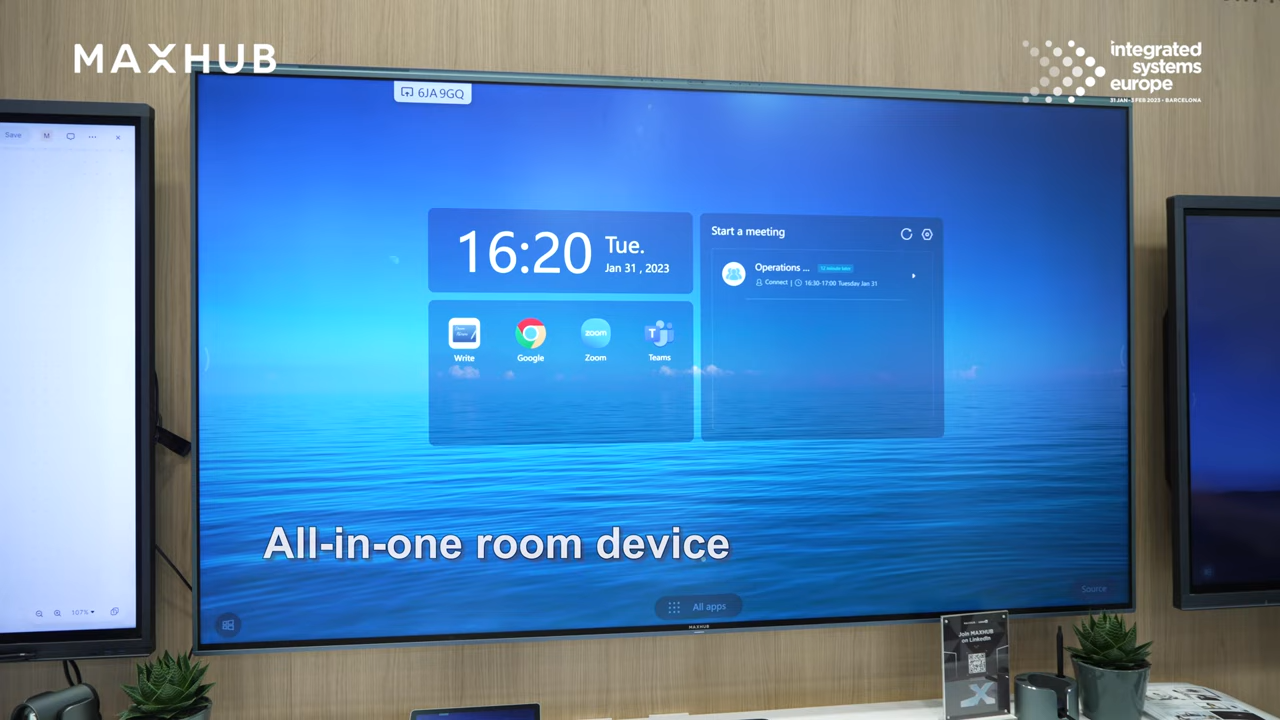 MAXHUB
integrated
systems
europe
31 JAN-3 FEB 2023 - BARCELONA
6JA9GQ
Save
M
16:20
Tue.
Jan 31 , 2023
Start a meeting
Operations ...
Connect | 16:30-17:00 Tuesday Jan 31
Write
Google
Zoom
Teams
zoom
All-in-one room device
107%
All apps
Source
MAXHUB
Join MAXHUB
on LinkedIn